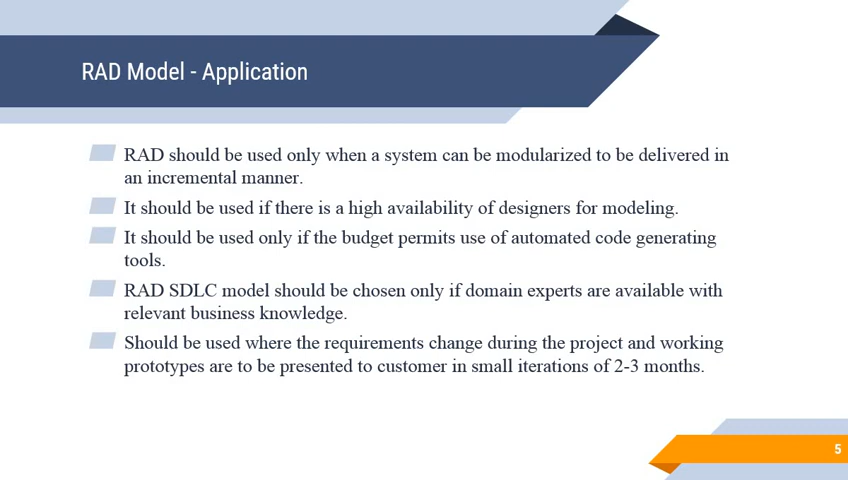 RAD Model - Application
RAD should be used only when a system can be modularized to be delivered in
an incremental manner.
It should be used if there is a high availability of designers for modeling.
It should be used only if the budget permits use of automated code generating
tools.
RAD SDLC model should be chosen only if domain experts are available with
relevant business knowledge.
Should be used where the requirements change during the project and working
prototypes are to be presented to customer in small iterations of 2-3 months.
5